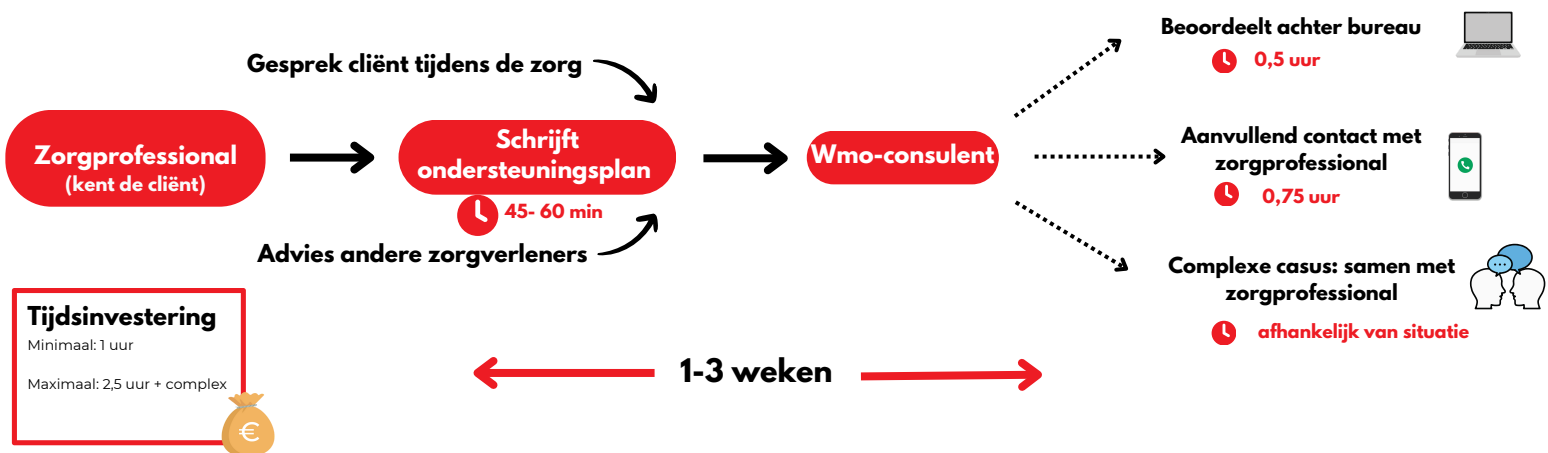 Gesprek cliënt tijdens de zorg
Zorgprofessional
(kent de cliënt)
Schrijft
ondersteuningsplan
45- 60 min
Advies andere zorgverleners
Wmo-consulent
Beoordeelt achter bureau
0,5 uur
Aanvullend contact met
zorgprofessional
0,75 uur
Complexe casus: samen met
zorgprofessional
afhankelijk van situatie
Tijdsinvestering
Minimaal: 1 uur
Maximaal: 2,5 uur + complex
€
1-3 weken